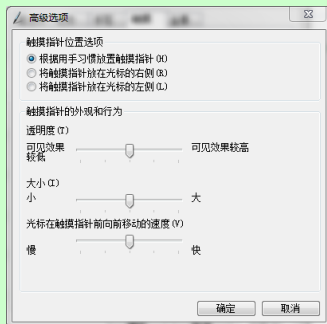 高级选项
触摸指针位置选项
根据用手习惯放置触摸指针(H)
将触摸指针放在光标的右侧(R)
将触摸指针放在光标的左侧(L)
触摸指针的外观和行为
透明度(T)
可见效果较低
可见效果较高
大小(I)
小
大
光标在触摸指针前向前移动的速度(V)
慢
快
确定
取消